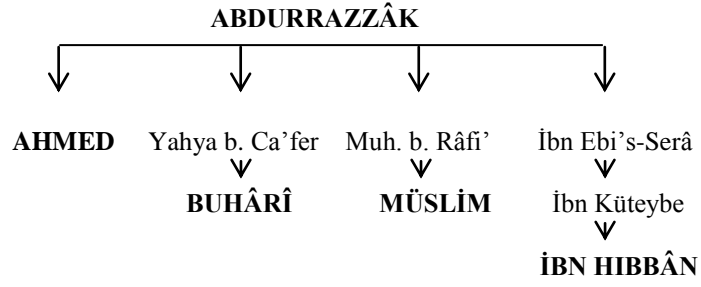 ABDURRAZZÂK
AHMED Yahya b. Ca’fer Muh. b. Râfi’ İbn Ebi’s-Serâ
BUHÂRÎ MÜSLİM İbn Küteybe
İBN HIBBÂN